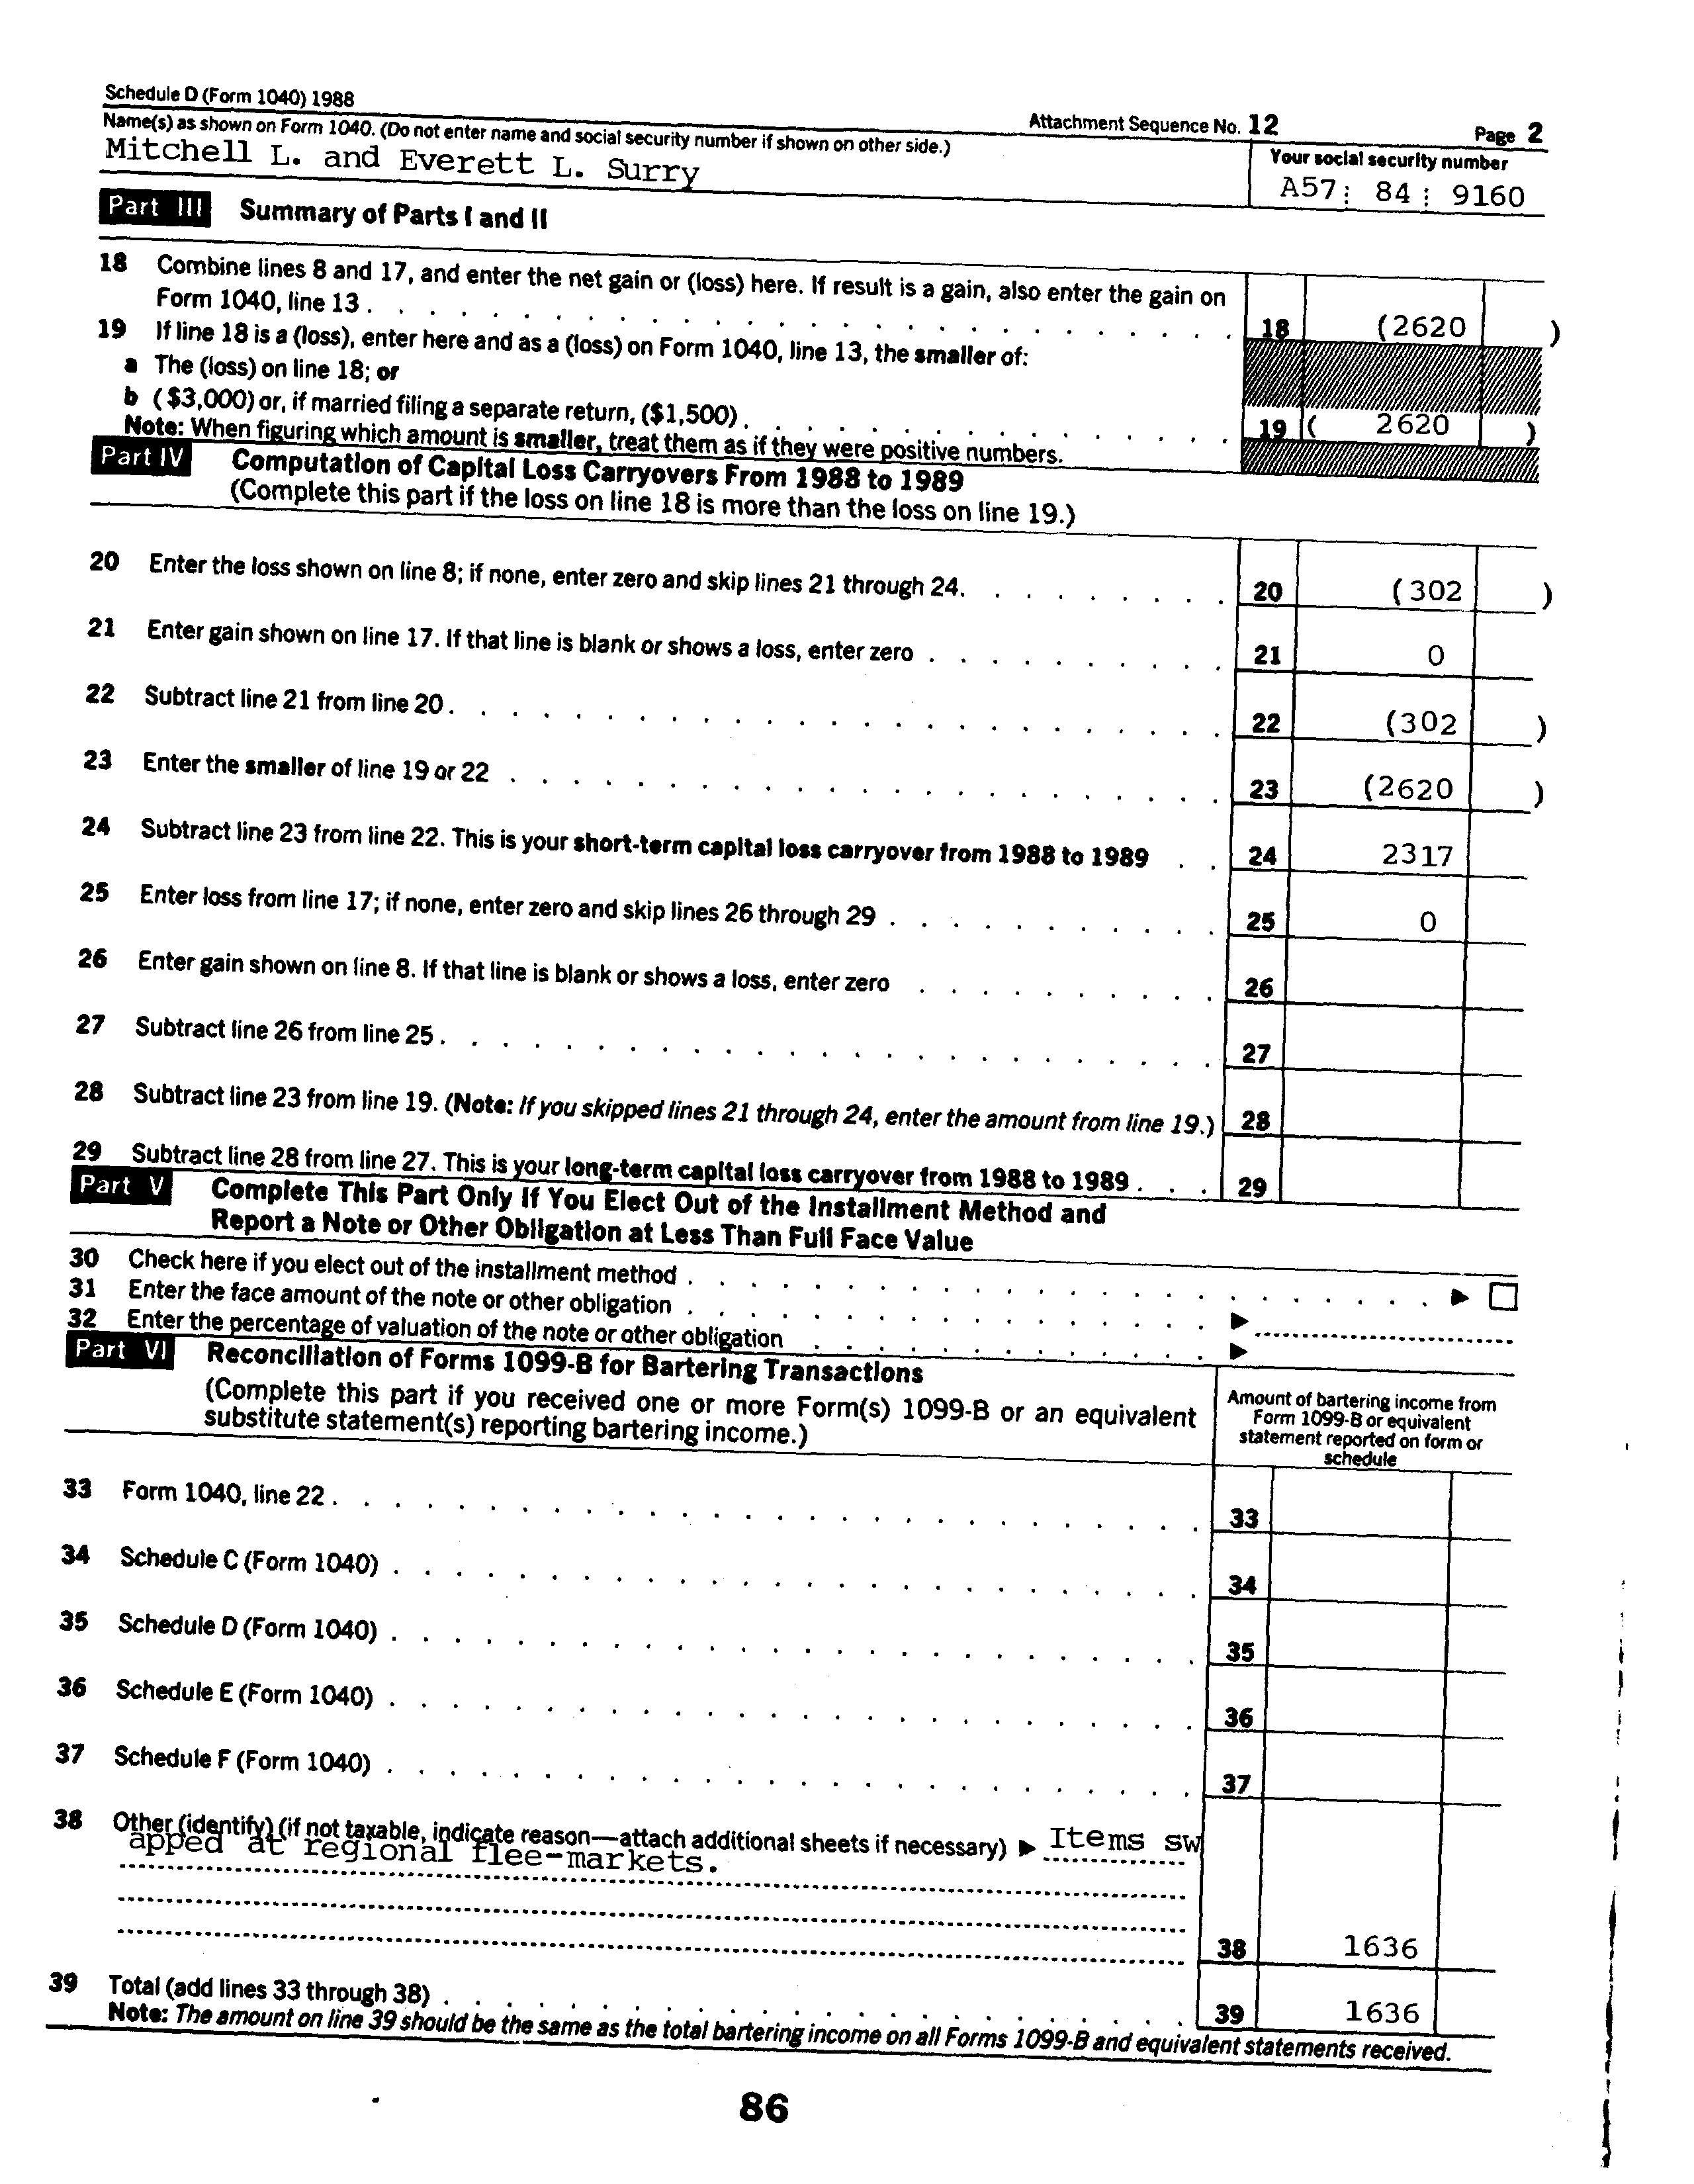 Schedule D (Form 1040) 1988
Attachment Sequence No. 12
Page 2
Name(s) as shown on Form 1040. (Do not enter name and social security number if shown on other side.)
Your social security number
Mitchell L. and Everett L. Surry
A57 84 9160
Part III Summary of Parts I and II
18 Combine lines 8 and 17, and enter the net gain or (loss) here. If result is a gain, also enter the gain on
Form 1040, line 13 . . . . . . . . . . 18 (2620 )
19 If line 18 is a (loss), enter here and as a (loss) on Form 1040, line 13, the smaller of:
a The (loss) on line 18; or
b ($3,000) or, if married filing a separate return, ($1,500) . . . . . . . . . . 19 ( 2620 )
Note: When figuring which amount is smaller, treat them as if they were positive numbers.
Part IV Computation of Capital Loss Carryovers From 1988 to 1989
(Complete this part if the loss on line 18 is more than the loss on line 19.)
20 Enter the loss shown on line 8; if none, enter zero and skip lines 21 through 24. . . . . . . . . . 20 (302 )
21 Enter gain shown on line 17. If that line is blank or shows a loss, enter zero . . . . . . . . . . 21 0
22 Subtract line 21 from line 20 . . . . . . . . . . 22 (302 )
23 Enter the smaller of line 19 or 22 . . . . . . . . . . 23 (2620 )
24 Subtract line 23 from line 22. This is your short-term capital loss carryover from 1988 to 1989 . . 24 2317
25 Enter loss from line 17; if none, enter zero and skip lines 26 through 29 . . . . . . . . . . 25 0
26 Enter gain shown on line 8. If that line is blank or shows a loss, enter zero . . . . . . . . . . 26
27 Subtract line 26 from line 25 . . . . . . . . . . 27
28 Subtract line 23 from line 19. (Note: If you skipped lines 21 through 24, enter the amount from line 19.) 28
29 Subtract line 28 from line 27. This is your long-term capital loss carryover from 1988 to 1989 . . . 29
Part V Complete This Part Only If You Elect Out of the Installment Method and
Report a Note or Other Obligation at Less Than Full Face Value
30 Check here if you elect out of the installment method . . . . . . . . . . ▶ □
31 Enter the face amount of the note or other obligation . . . . . . . . . . ▶
32 Enter the percentage of valuation of the note or other obligation . . . . . . . . . . ▶
Part VI Reconciliation of Forms 1099-B for Bartering Transactions
(Complete this part if you received one or more Form(s) 1099-B or an equivalent
substitute statement(s) reporting bartering income.)
Amount of bartering income from
Form 1099-B or equivalent
statement reported on form or
schedule
33 Form 1040, line 22 . . . . . . . . . . 33
34 Schedule C (Form 1040) . . . . . . . . . . 34
35 Schedule D (Form 1040) . . . . . . . . . . 35
36 Schedule E (Form 1040) . . . . . . . . . . 36
37 Schedule F (Form 1040) . . . . . . . . . . 37
38 Other (identify) (if not taxable, indicate reason—attach additional sheets if necessary) ▶ Items sw
apped at regional flee-markets.
38 1636
39 Total (add lines 33 through 38) . . . . . . . . . . 39 1636
Note: The amount on line 39 should be the same as the total bartering income on all Forms 1099-B and equivalent statements received.
86